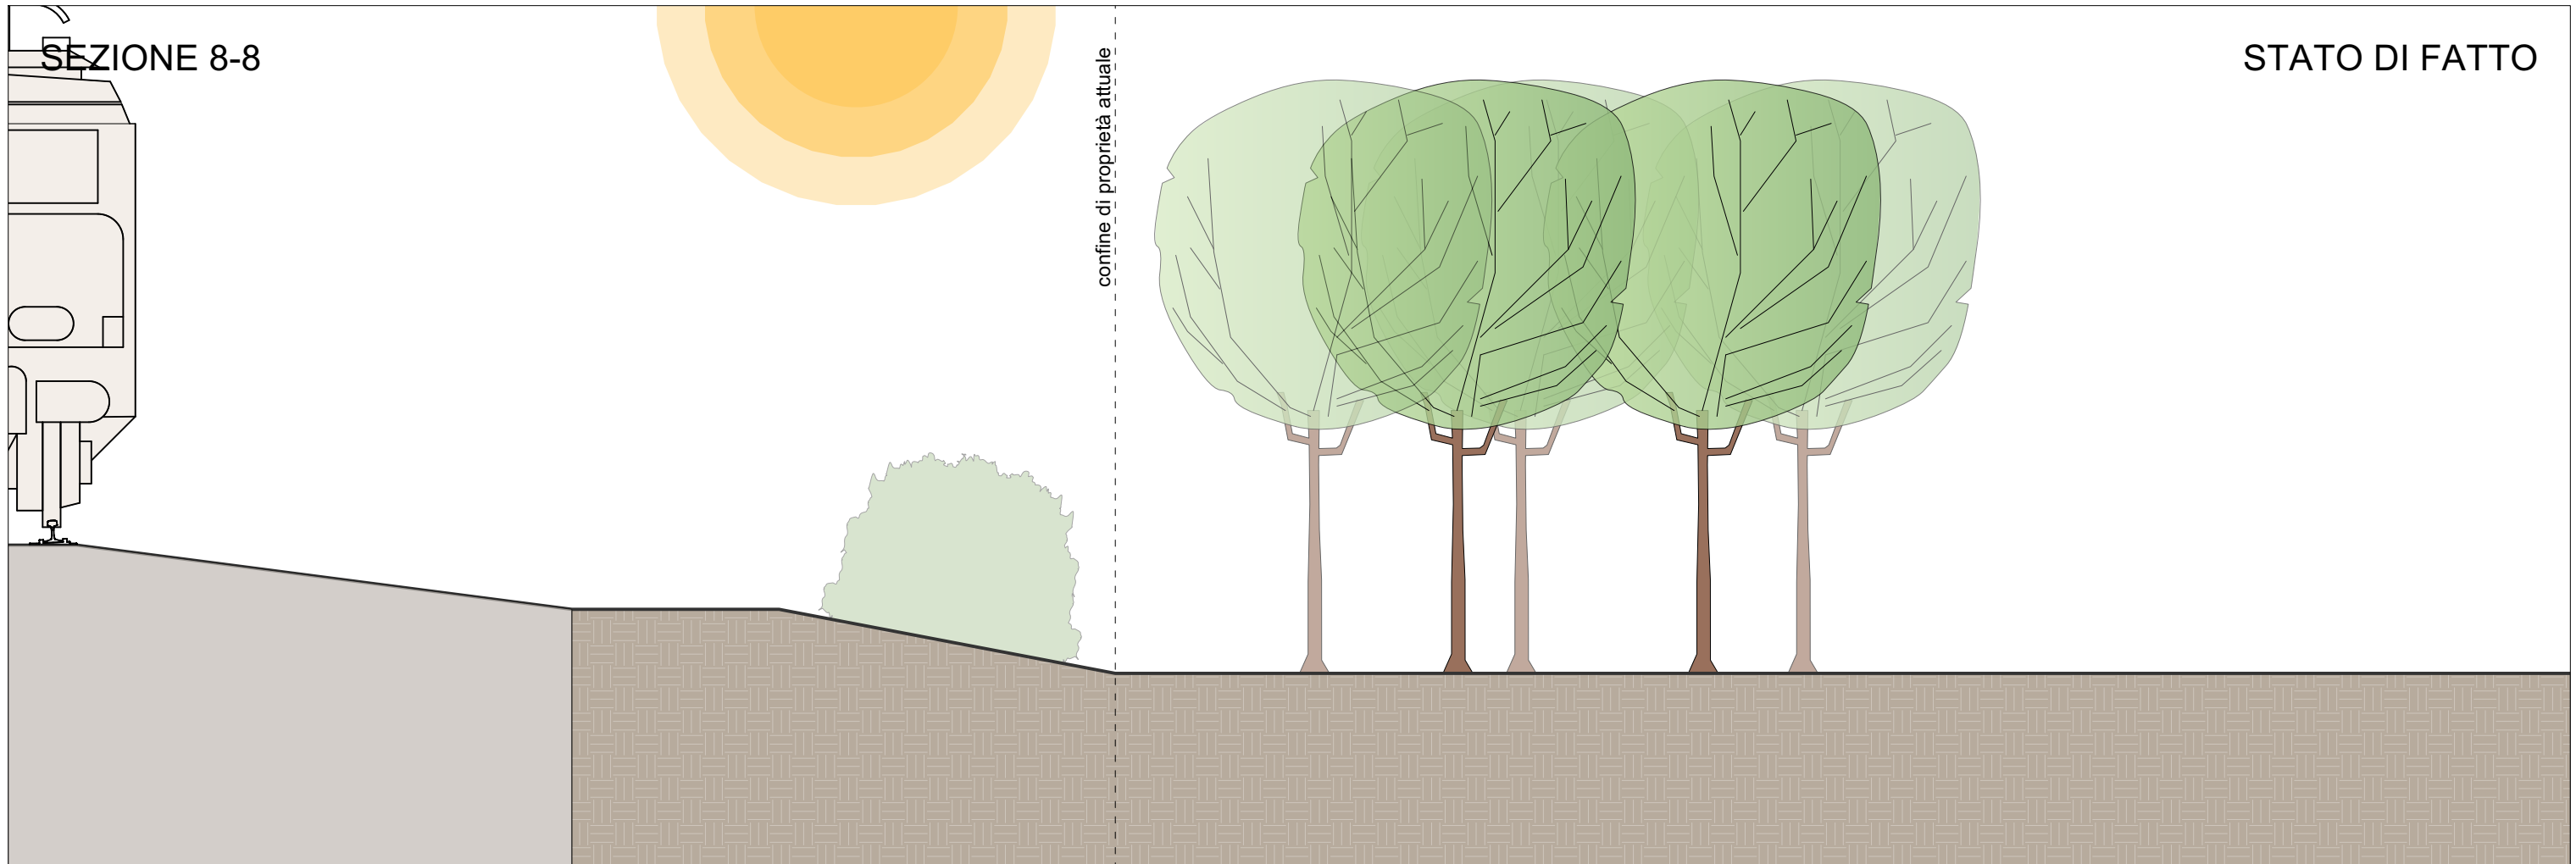 SEZIONE 8-8
STATO DI FATTO
confine di proprietà attuale